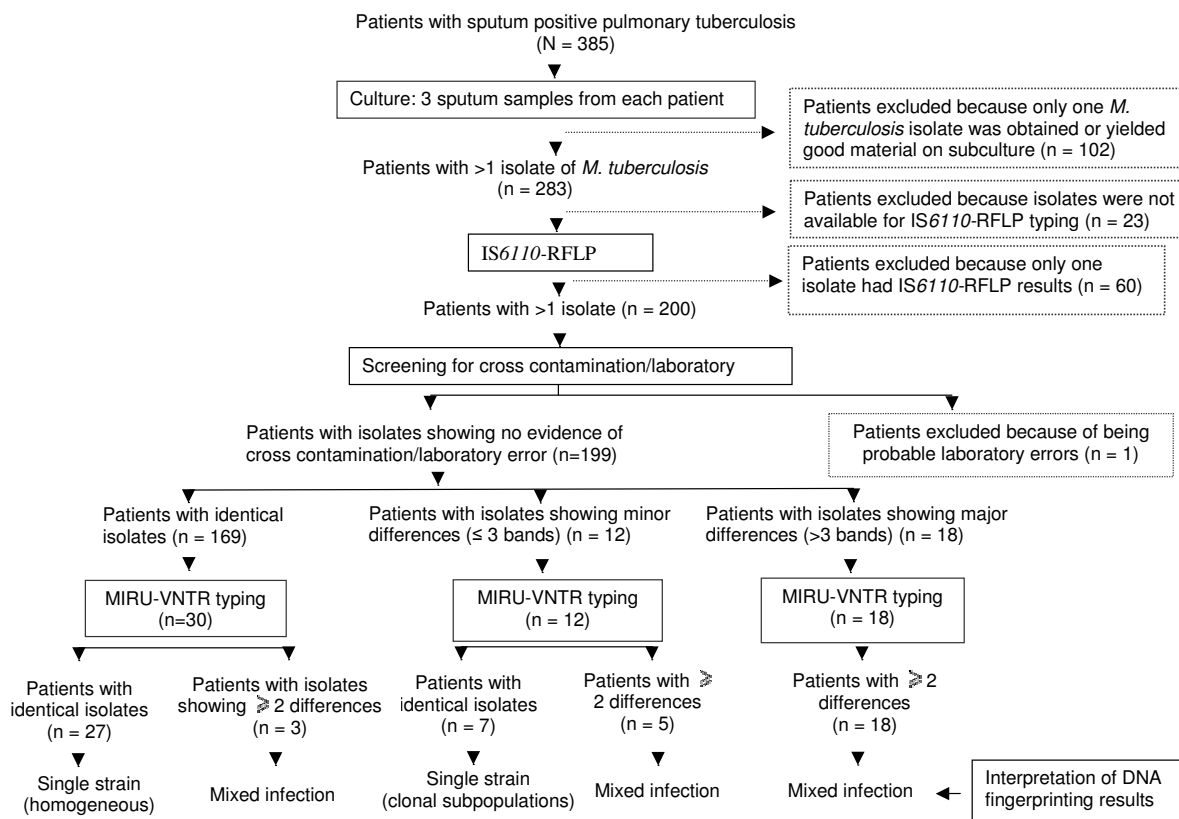 Patients with sputum positive pulmonary tuberculosis
(N = 385)
Culture: 3 sputum samples from each patient
Patients excluded because only one M.
tuberculosis isolate was obtained or yielded
good material on subculture (n = 102)
Patients with >1 isolate of M. tuberculosis
(n = 283)
Patients excluded because isolates were not
available for IS6110-RFLP typing (n = 23)
IS6110-RFLP
Patients excluded because only one
isolate had IS6110-RFLP results (n = 60)
Patients with >1 isolate (n = 200)
Screening for cross contamination/laboratory
Patients with isolates showing no evidence of
cross contamination/laboratory error (n=199)
Patients excluded because of being
probable laboratory errors (n = 1)
Patients with identical
isolates (n = 169)
Patients with isolates showing minor
differences (≤ 3 bands) (n = 12)
Patients with isolates showing major
differences (>3 bands) (n = 18)
MIRU-VNTR typing
(n=30)
MIRU-VNTR typing
(n = 12)
MIRU-VNTR typing
(n = 18)
Patients with
identical isolates
(n = 27)
Patients with isolates
showing ⩾ 2 differences
(n = 3)
Patients with
identical isolates
(n = 7)
Patients with ⩾
2 differences
(n = 5)
Patients with ⩾ 2
differences
(n = 18)
Single strain
(homogeneous)
Mixed infection
Single strain
(clonal subpopulations)
Mixed infection
Mixed infection
Interpretation of DNA
fingerprinting results